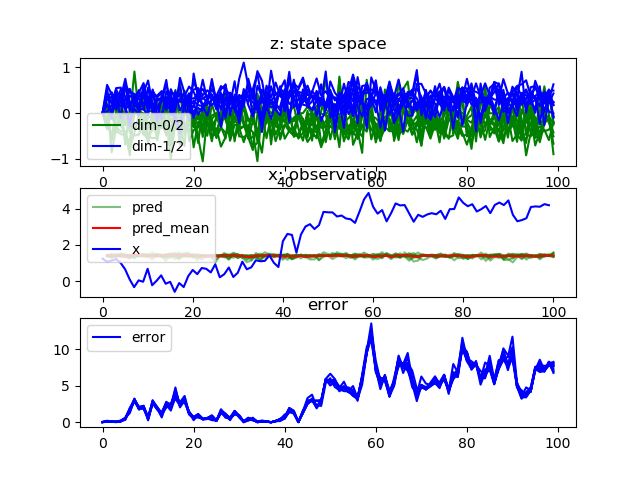 z: state space
1
0
−1
dim-0/2
dim-1/2
0 20 40 60 80 100
x: observation
4
2
0
pred
pred_mean
x
0 20 40 60 80 100
error
10
5
0
error
0 20 40 60 80 100